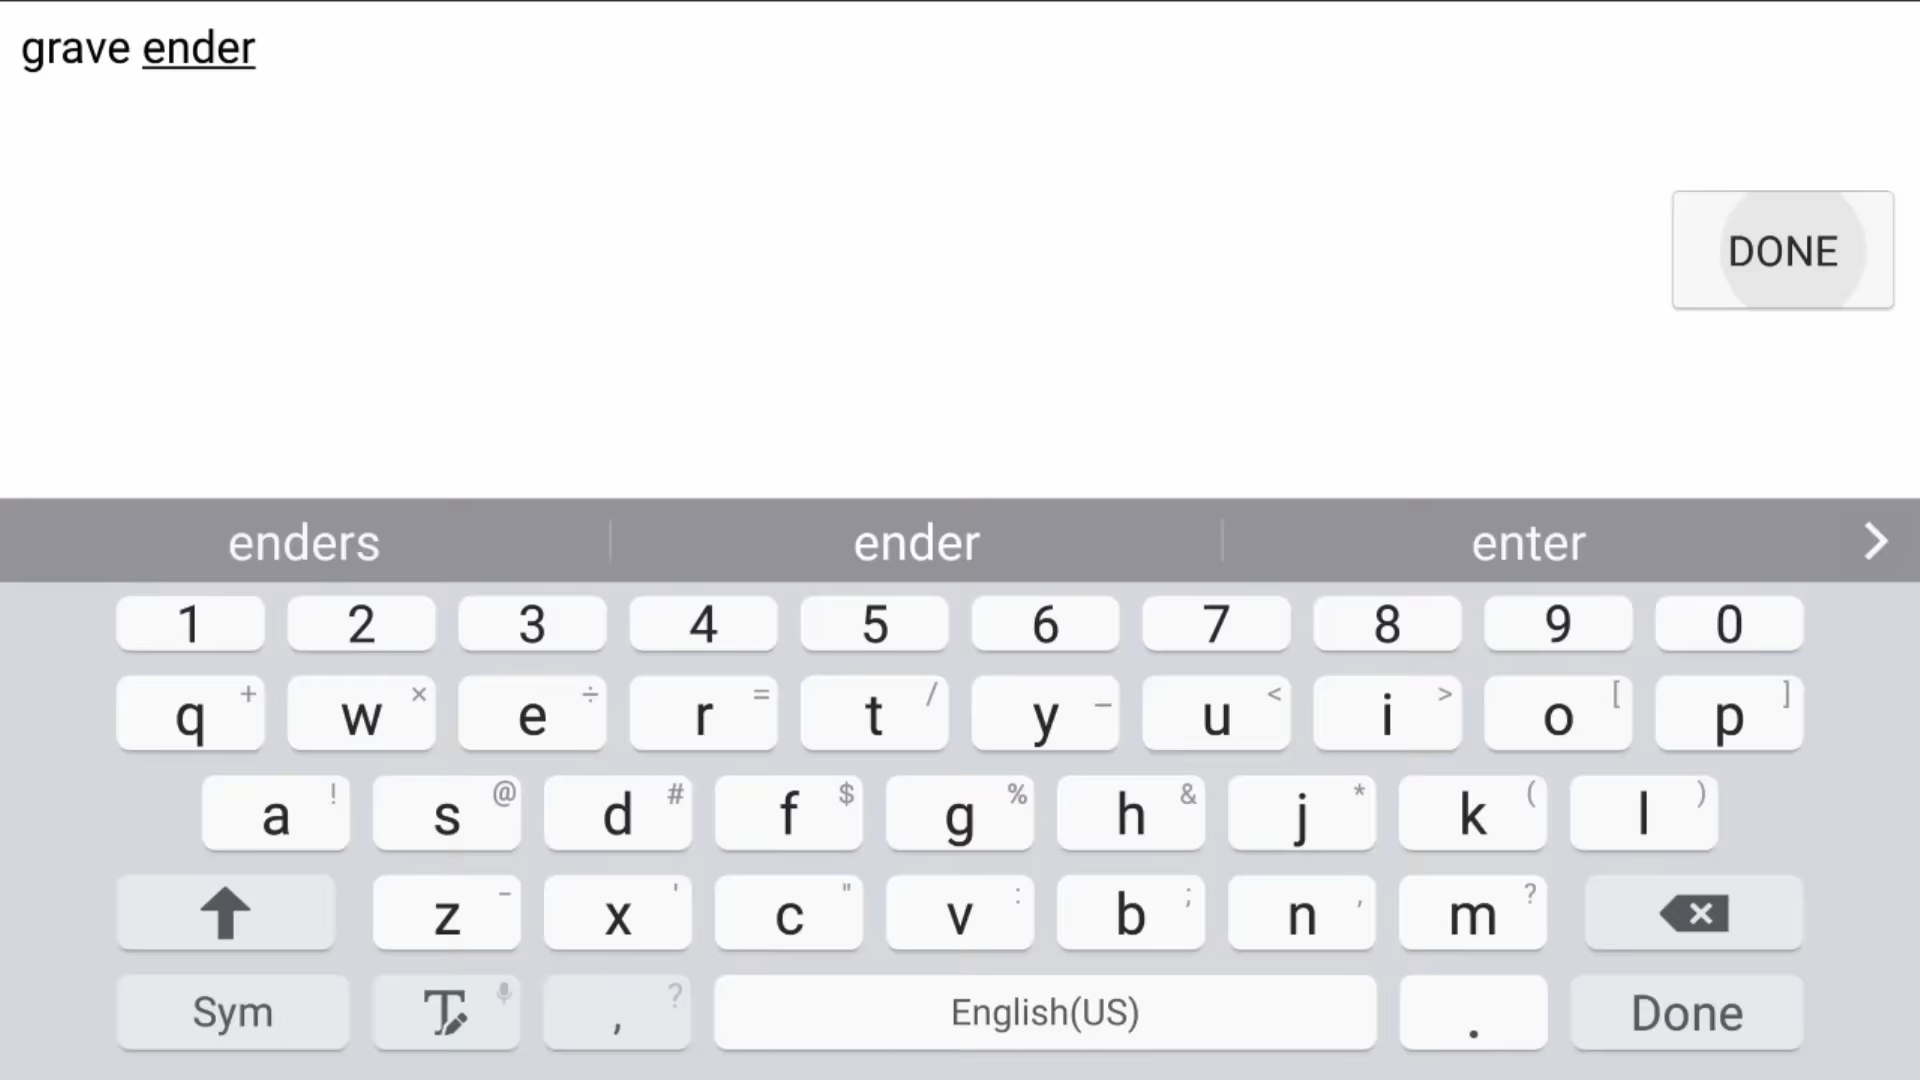 grave ender
DONE
enders ender enter
1 2 3 4 5 6 7 8 9 0
q + w × e ÷ r = t / y _ u < i > o [ p ]
a ! s @ d # f $ g % h & j * k ( l )
z - x ' c " v : b ; n , m ?
Sym , ? English(US) . Done